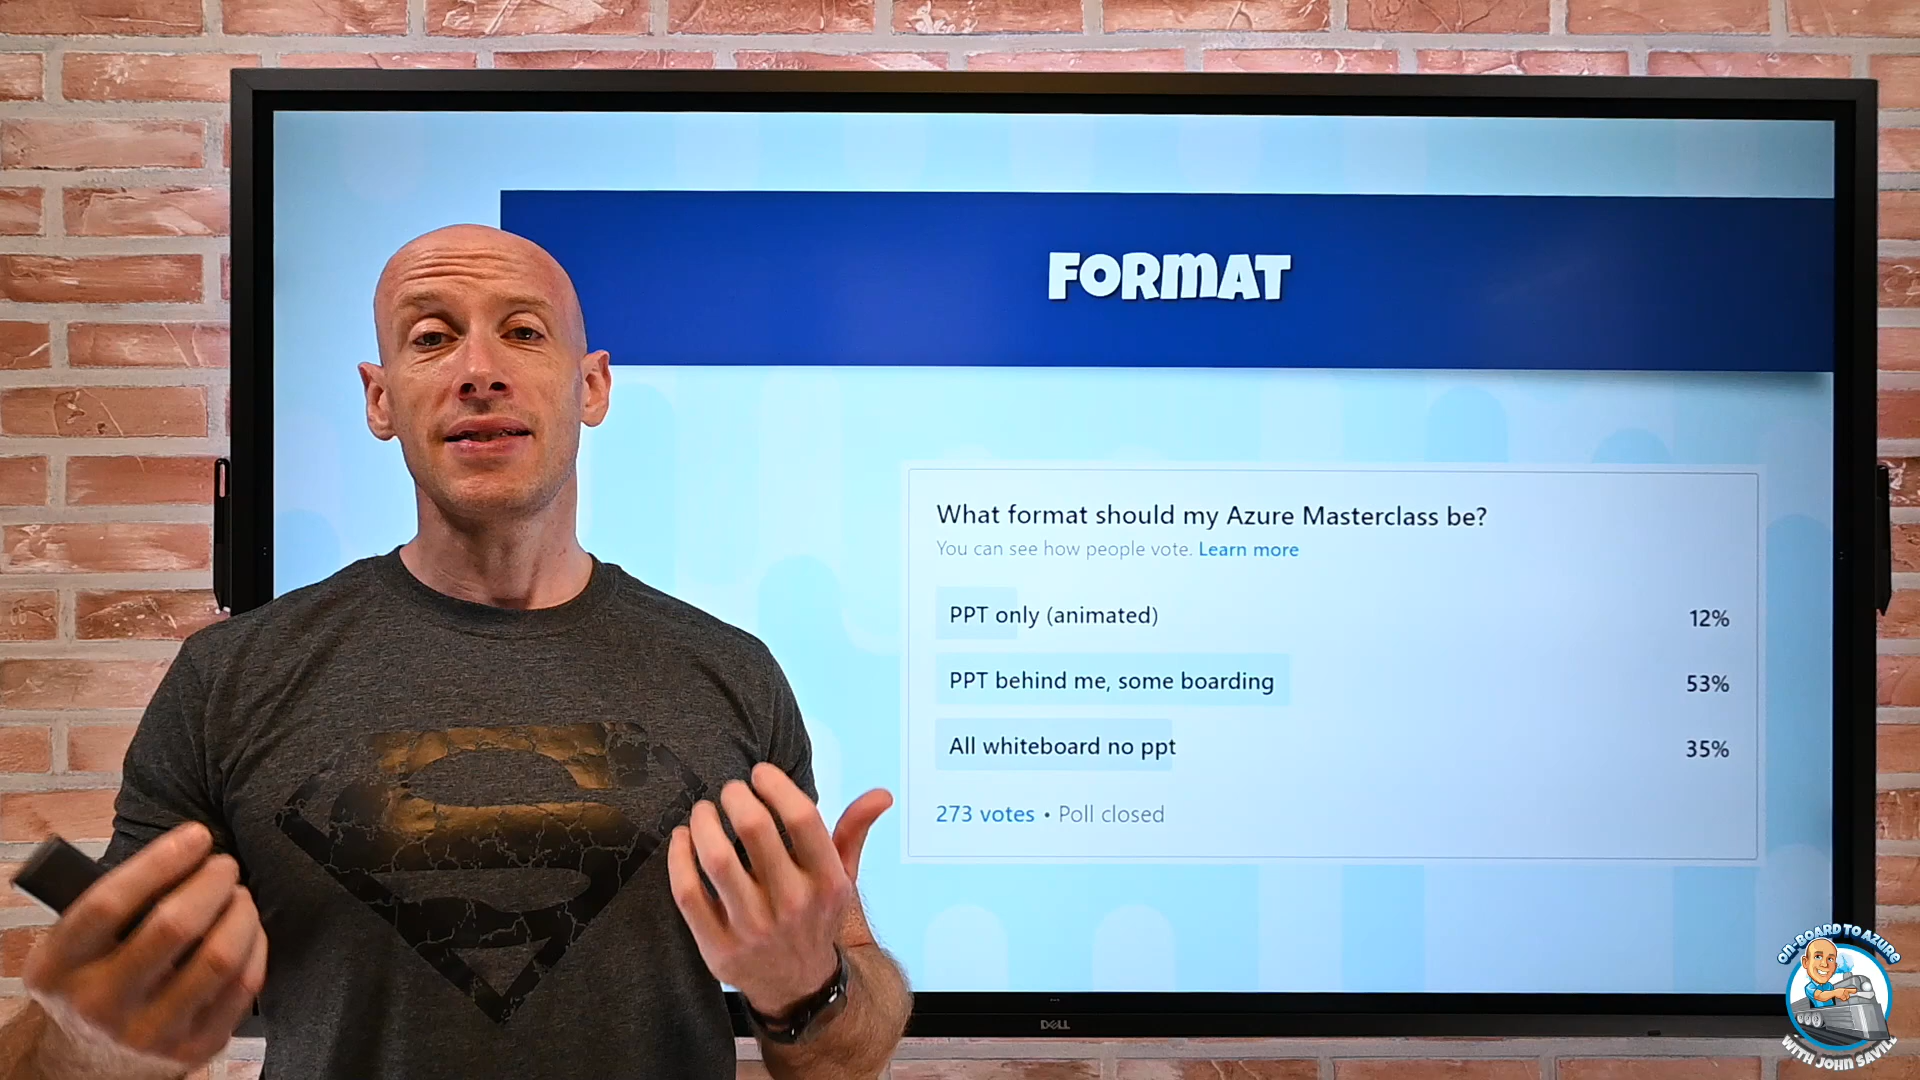 FORMAT
What format should my Azure Masterclass be?
You can see how people vote. Learn more
PPT only (animated) 12%
PPT behind me, some boarding 53%
All whiteboard no ppt 35%
273 votes • Poll closed
DELL
ON-BOARD TO AZURE
WITH JOHN SAVILL